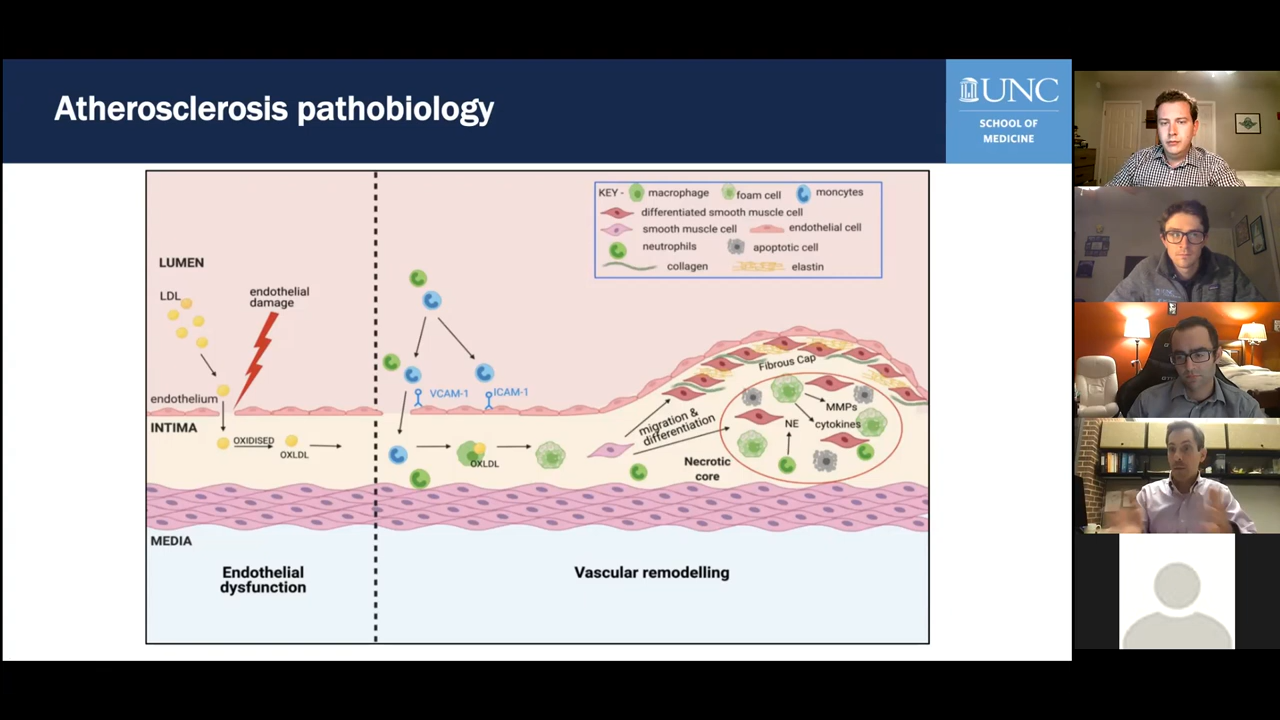 Atherosclerosis pathobiology
UNC
SCHOOL OF
MEDICINE
KEY -
macrophage
foam cell
moncytes
differentiated smooth muscle cell
smooth muscle cell
endothelial cell
neutrophils
apoptotic cell
collagen
elastin
LUMEN
LDL
endothelial
damage
endothelium
INTIMA
OXIDISED
OXLDL
VCAM-1
ICAM-1
OXLDL
migration &
differentiation
Fibrous Cap
MMPs
NE
cytokines
Necrotic
core
MEDIA
Endothelial
dysfunction
Vascular remodelling